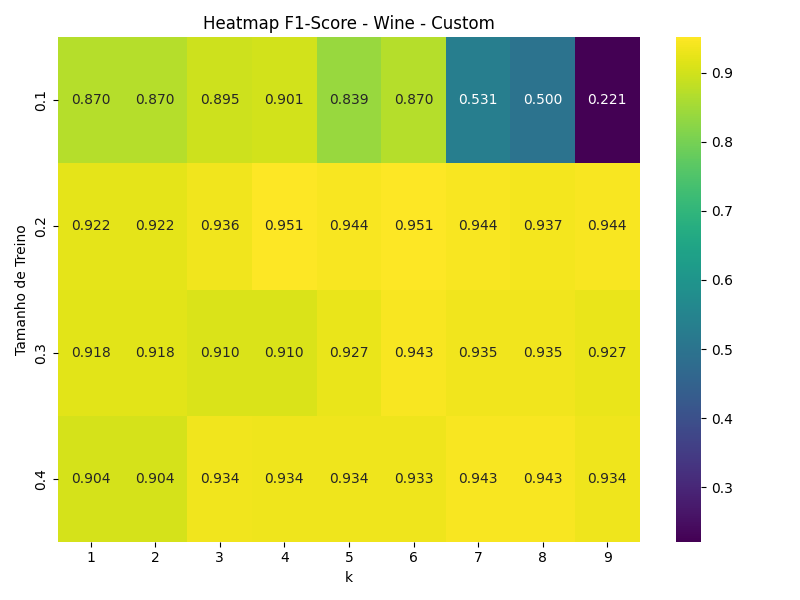 Heatmap F1-Score - Wine - Custom
Tamanho de Treino
0.1 0.870 0.870 0.895 0.901 0.839 0.870 0.531 0.500 0.221
0.2 0.922 0.922 0.936 0.951 0.944 0.951 0.944 0.937 0.944
0.3 0.918 0.918 0.910 0.910 0.927 0.943 0.935 0.935 0.927
0.4 0.904 0.904 0.934 0.934 0.934 0.933 0.943 0.943 0.934
1 2 3 4 5 6 7 8 9
k
0.9
0.8
0.7
0.6
0.5
0.4
0.3